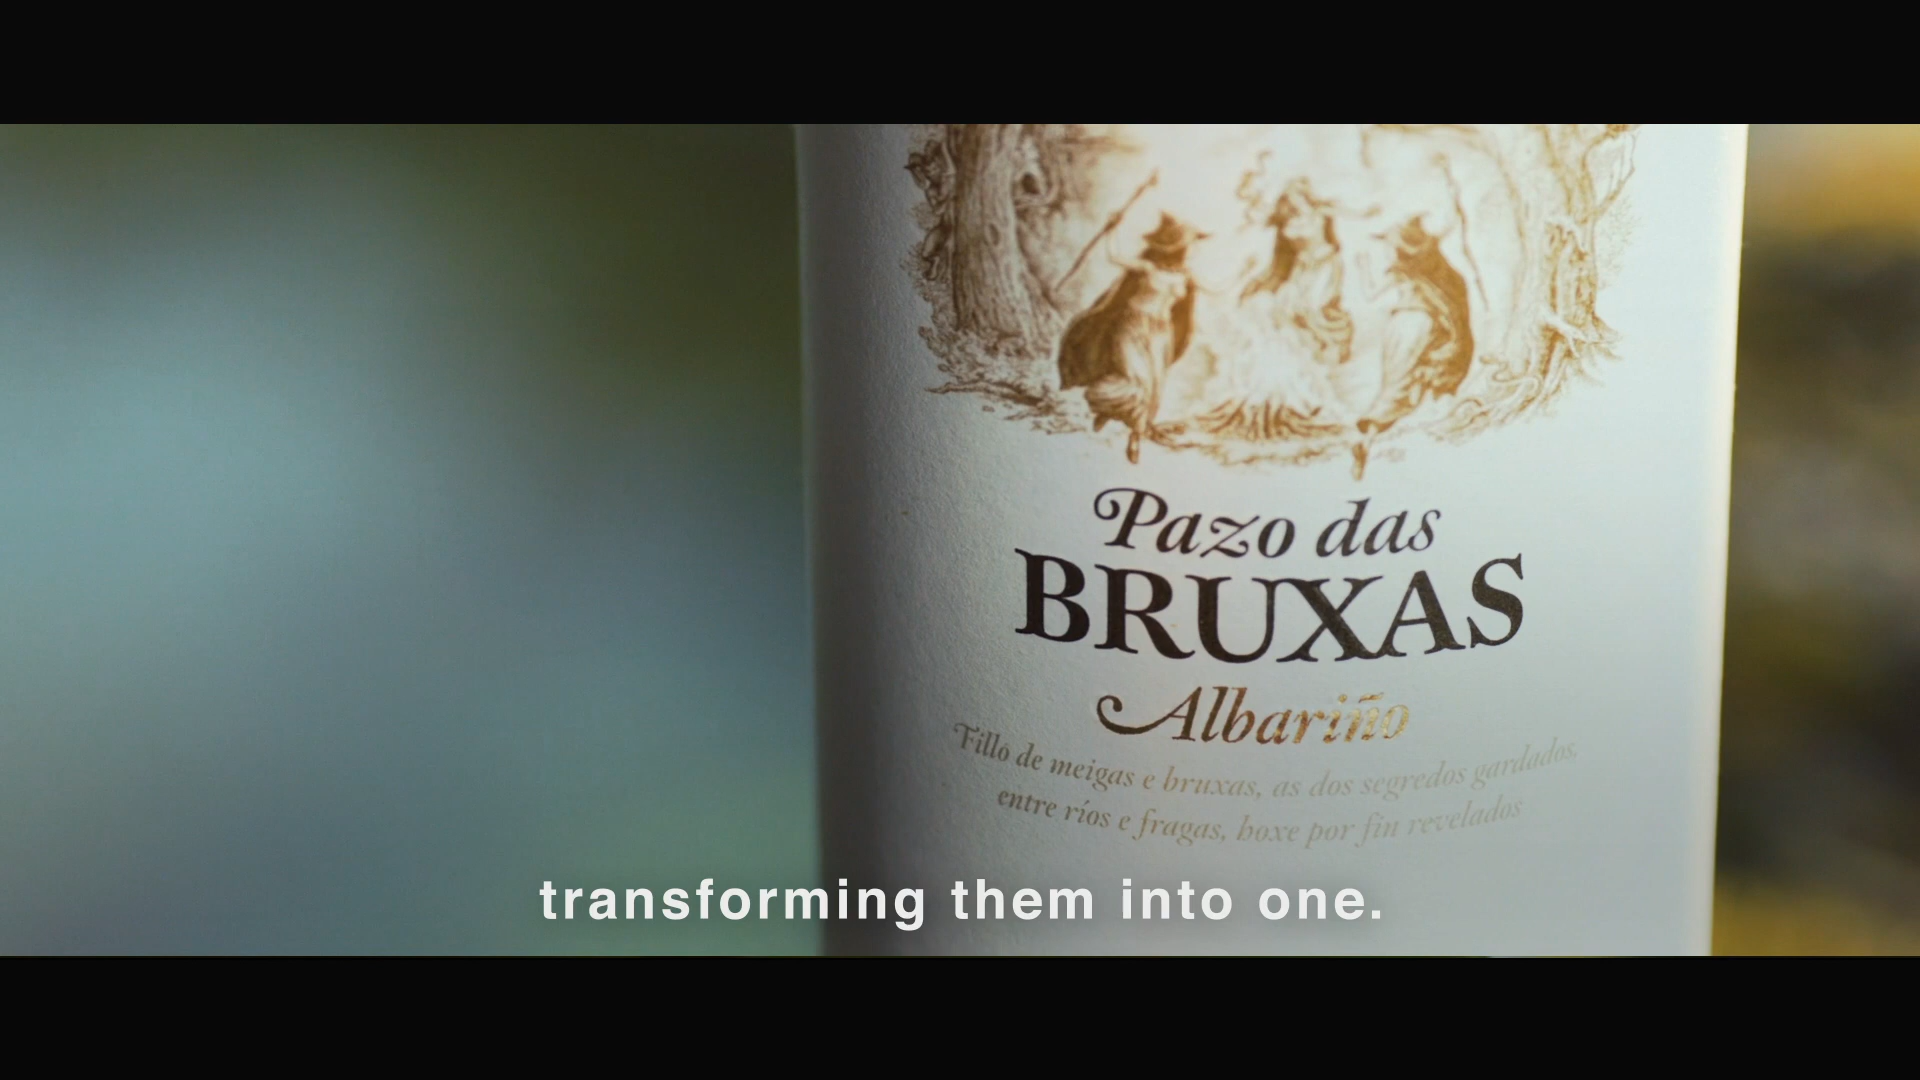 Pazo das
BRUXAS
Albariño
Fillo de meigas e bruxas, as dos segredos gardados,
entre ríos e fragas, hoxe por fin revelados
transforming them into one.